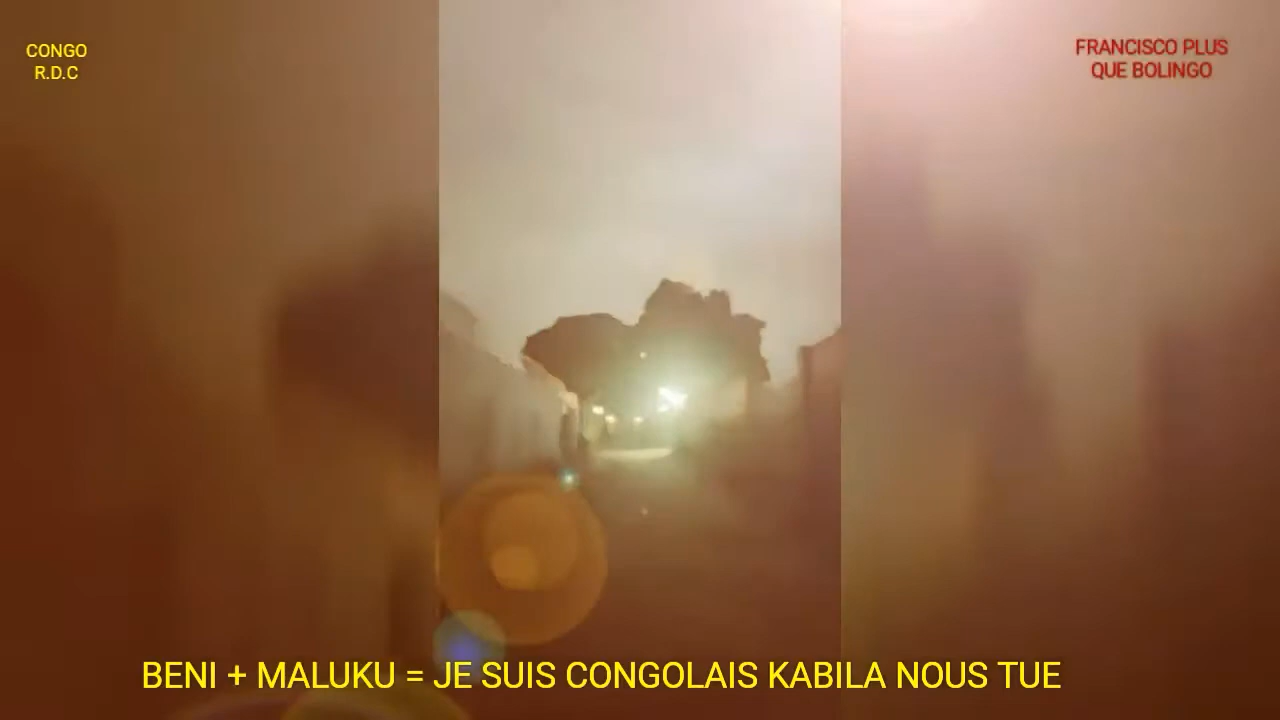 CONGO
R.D.C
FRANCISCO PLUS
QUE BOLINGO
BENI + MALUKU = JE SUIS CONGOLAIS KABILA NOUS TUE